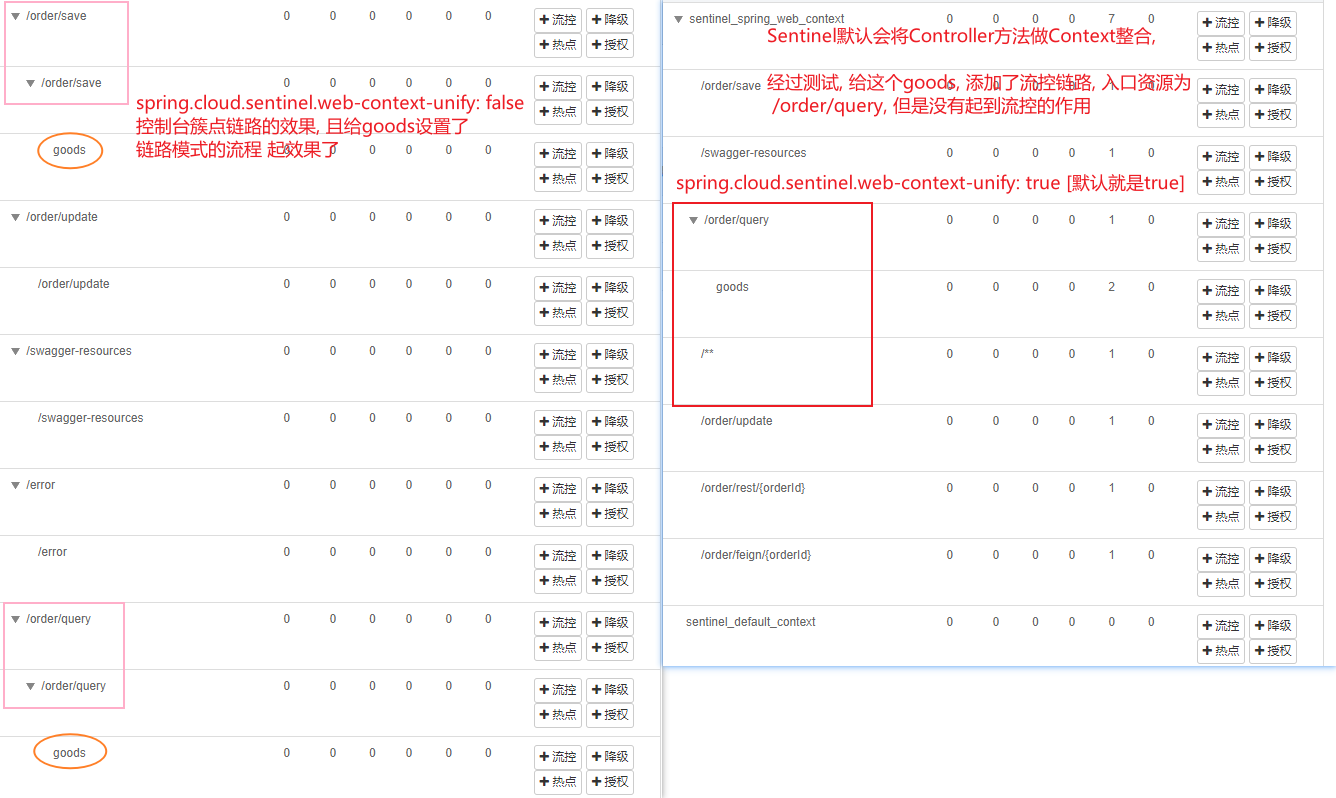 /order/save 0 0 0 0 0 0 +流控 +降级
+热点 +授权
/order/save 0 0 0 0 0 0 +流控 +降级
+热点 +授权
spring.cloud.sentinel.web-context-unify: false
控制台簇点链路的效果, 且给goods设置了
链路模式的流程 起效果了
goods 0 0 0 0 +流控 +降级
+热点 +授权
/order/update 0 0 0 0 0 0 +流控 +降级
+热点 +授权
/order/update 0 0 0 0 0 0 +流控 +降级
+热点 +授权
/swagger-resources 0 0 0 0 0 0 +流控 +降级
+热点 +授权
/swagger-resources 0 0 0 0 0 0 +流控 +降级
+热点 +授权
/error 0 0 0 0 0 0 +流控 +降级
+热点 +授权
/error 0 0 0 0 0 0 +流控 +降级
+热点 +授权
/order/query 0 0 0 0 0 0 +流控 +降级
+热点 +授权
/order/query 0 0 0 0 0 0 +流控 +降级
+热点 +授权
goods 0 0 0 0 0 0 +流控 +降级
+热点 +授权
sentinel_spring_web_context 0 0 0 0 7 0 +流控 +降级
+热点 +授权
Sentinel默认会将Controller方法做Context整合,
/order/save +流控 +降级
+热点 +授权
经过测试, 给这个goods, 添加了流控链路, 入口资源为
/order/query, 但是没有起到流控的作用
/swagger-resources 0 0 0 0 1 0 +流控 +降级
+热点 +授权
spring.cloud.sentinel.web-context-unify: true [默认就是true]
/order/query 0 0 0 0 1 0 +流控 +降级
+热点 +授权
goods 0 0 0 0 2 0 +流控 +降级
+热点 +授权
/** 0 0 0 0 1 0 +流控 +降级
+热点 +授权
/order/update 0 0 0 0 1 0 +流控 +降级
+热点 +授权
/order/rest/{orderId} 0 0 0 0 1 0 +流控 +降级
+热点 +授权
/order/feign/{orderId} 0 0 0 0 1 0 +流控 +降级
+热点 +授权
sentinel_default_context 0 0 0 0 0 0 +流控 +降级
+热点 +授权